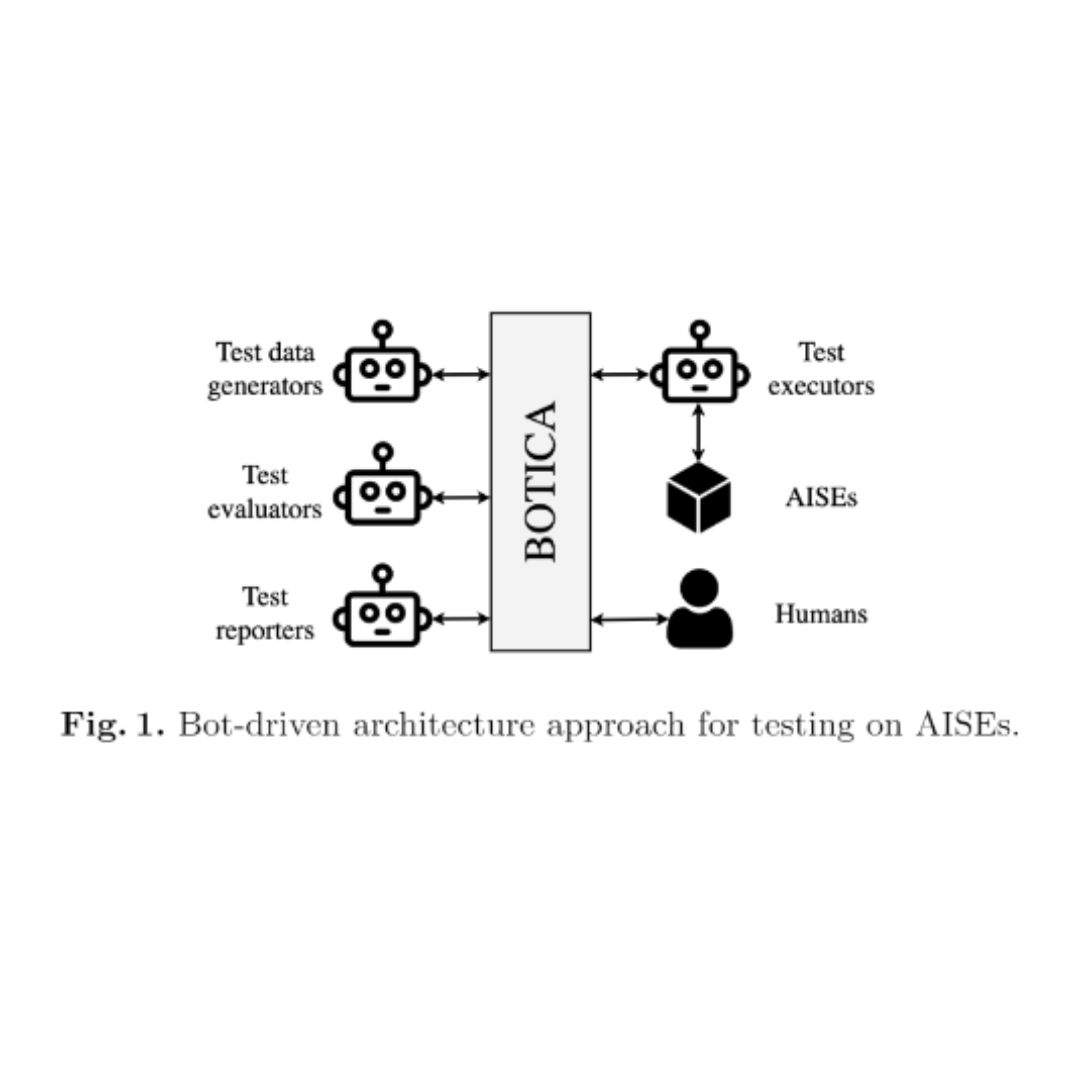 Test data
generators
Test
evaluators
Test
reporters
BOTICA
Test
executors
AISEs
Humans
Fig. 1. Bot-driven architecture approach for testing on AISEs.